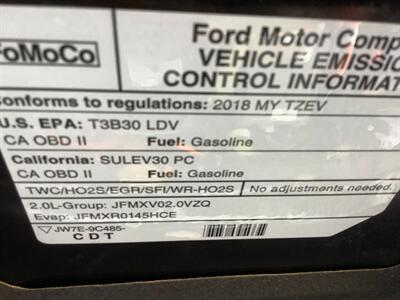 FoMoCo
Ford Motor Comp
VEHICLE EMISSIO
CONTROL INFORMAT
Conforms to regulations: 2018 MY TZEV
U.S. EPA: T3B30 LDV
CA OBD II Fuel: Gasoline
California: SULEV30 PC
CA OBD II Fuel: Gasoline
TWC/HO2S/EGR/SFI/WR-HO2S No adjustments needed.
2.0L-Group: JFMXV02.0VZQ
Evap: JFMXR0145HCE
JW7E-9C485-
CDT